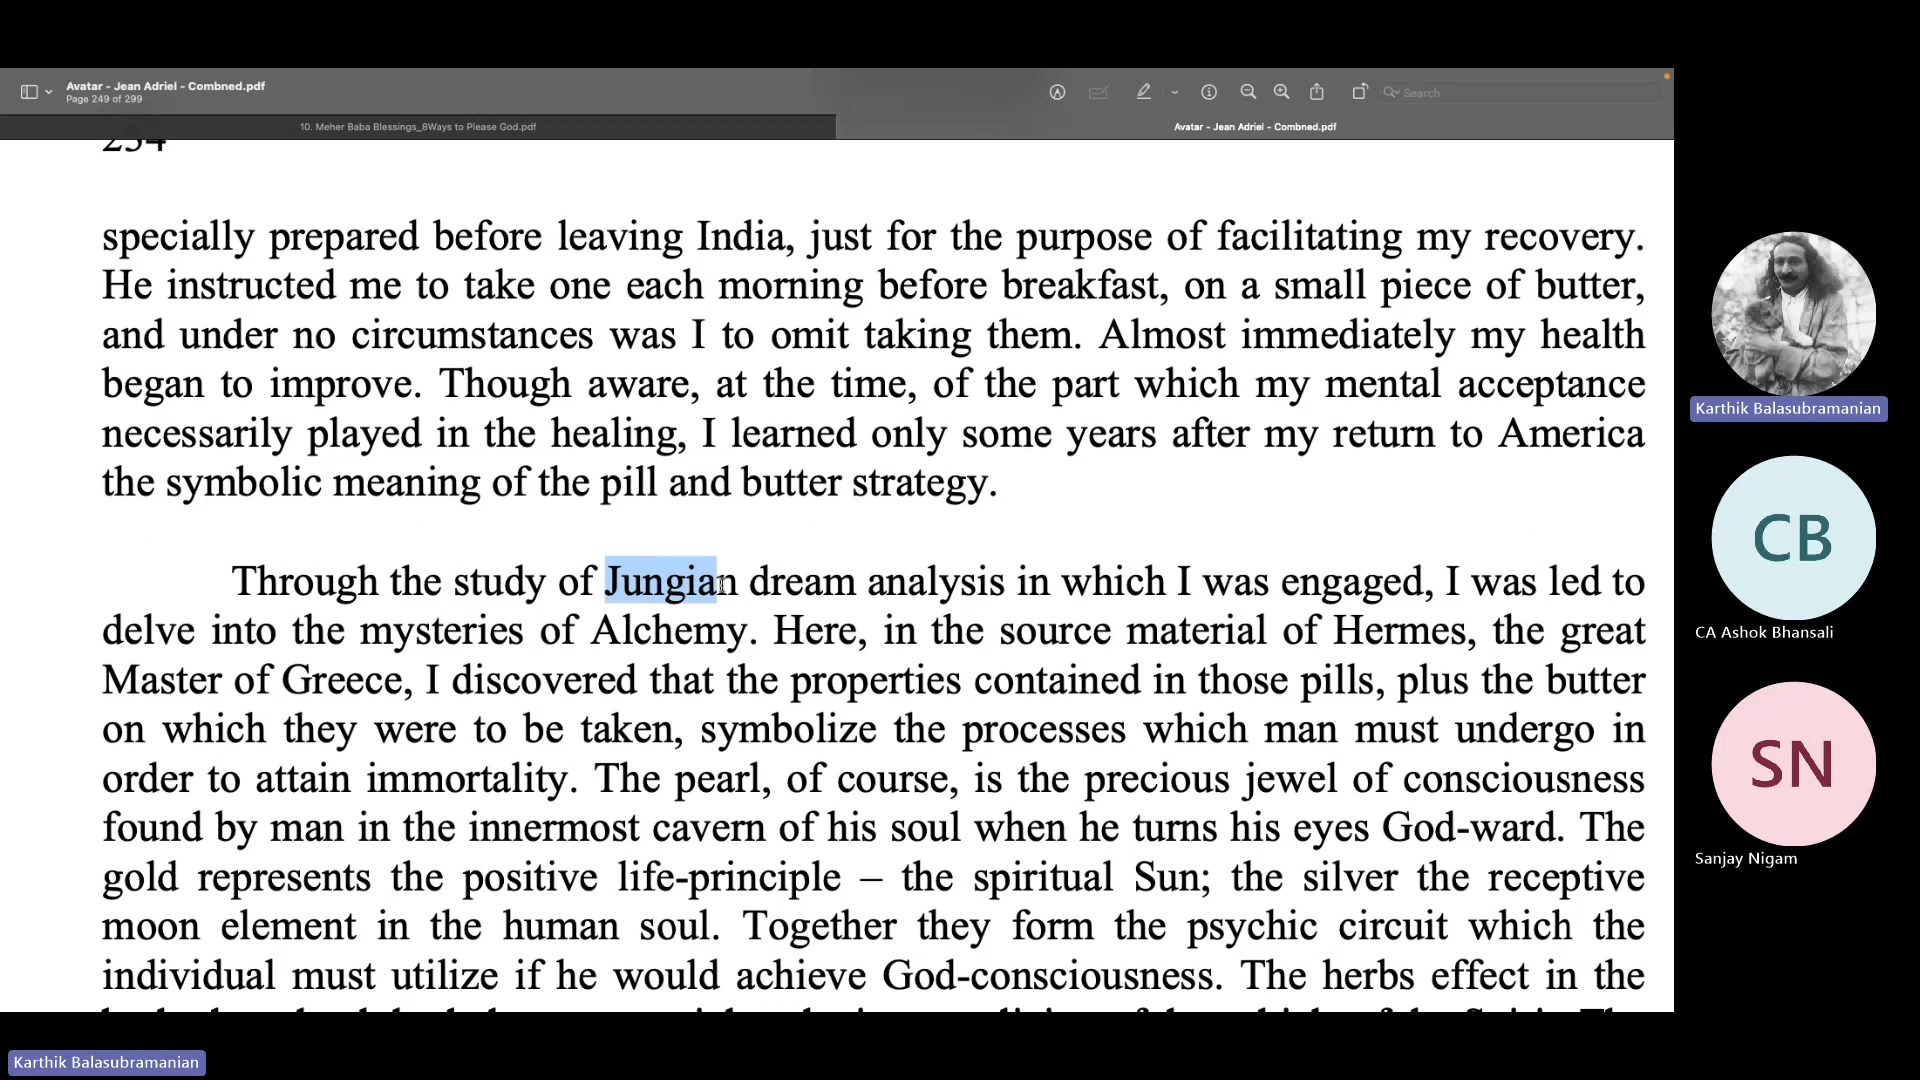 Avatar - Jean Adriel - Combned.pdf
Page 249 of 299
Search
10. Meher Baba Blessings_8Ways to Please God.pdf
Avatar - Jean Adriel - Combned.pdf
234
specially prepared before leaving India, just for the purpose of facilitating my recovery.
He instructed me to take one each morning before breakfast, on a small piece of butter,
and under no circumstances was I to omit taking them. Almost immediately my health
began to improve. Though aware, at the time, of the part which my mental acceptance
necessarily played in the healing, I learned only some years after my return to America
the symbolic meaning of the pill and butter strategy.
Through the study of Jungian dream analysis in which I was engaged, I was led to
delve into the mysteries of Alchemy. Here, in the source material of Hermes, the great
Master of Greece, I discovered that the properties contained in those pills, plus the butter
on which they were to be taken, symbolize the processes which man must undergo in
order to attain immortality. The pearl, of course, is the precious jewel of consciousness
found by man in the innermost cavern of his soul when he turns his eyes God-ward. The
gold represents the positive life-principle – the spiritual Sun; the silver the receptive
moon element in the human soul. Together they form the psychic circuit which the
individual must utilize if he would achieve God-consciousness. The herbs effect in the
Karthik Balasubramanian
CB
CA Ashok Bhansali
SN
Sanjay Nigam
Karthik Balasubramanian